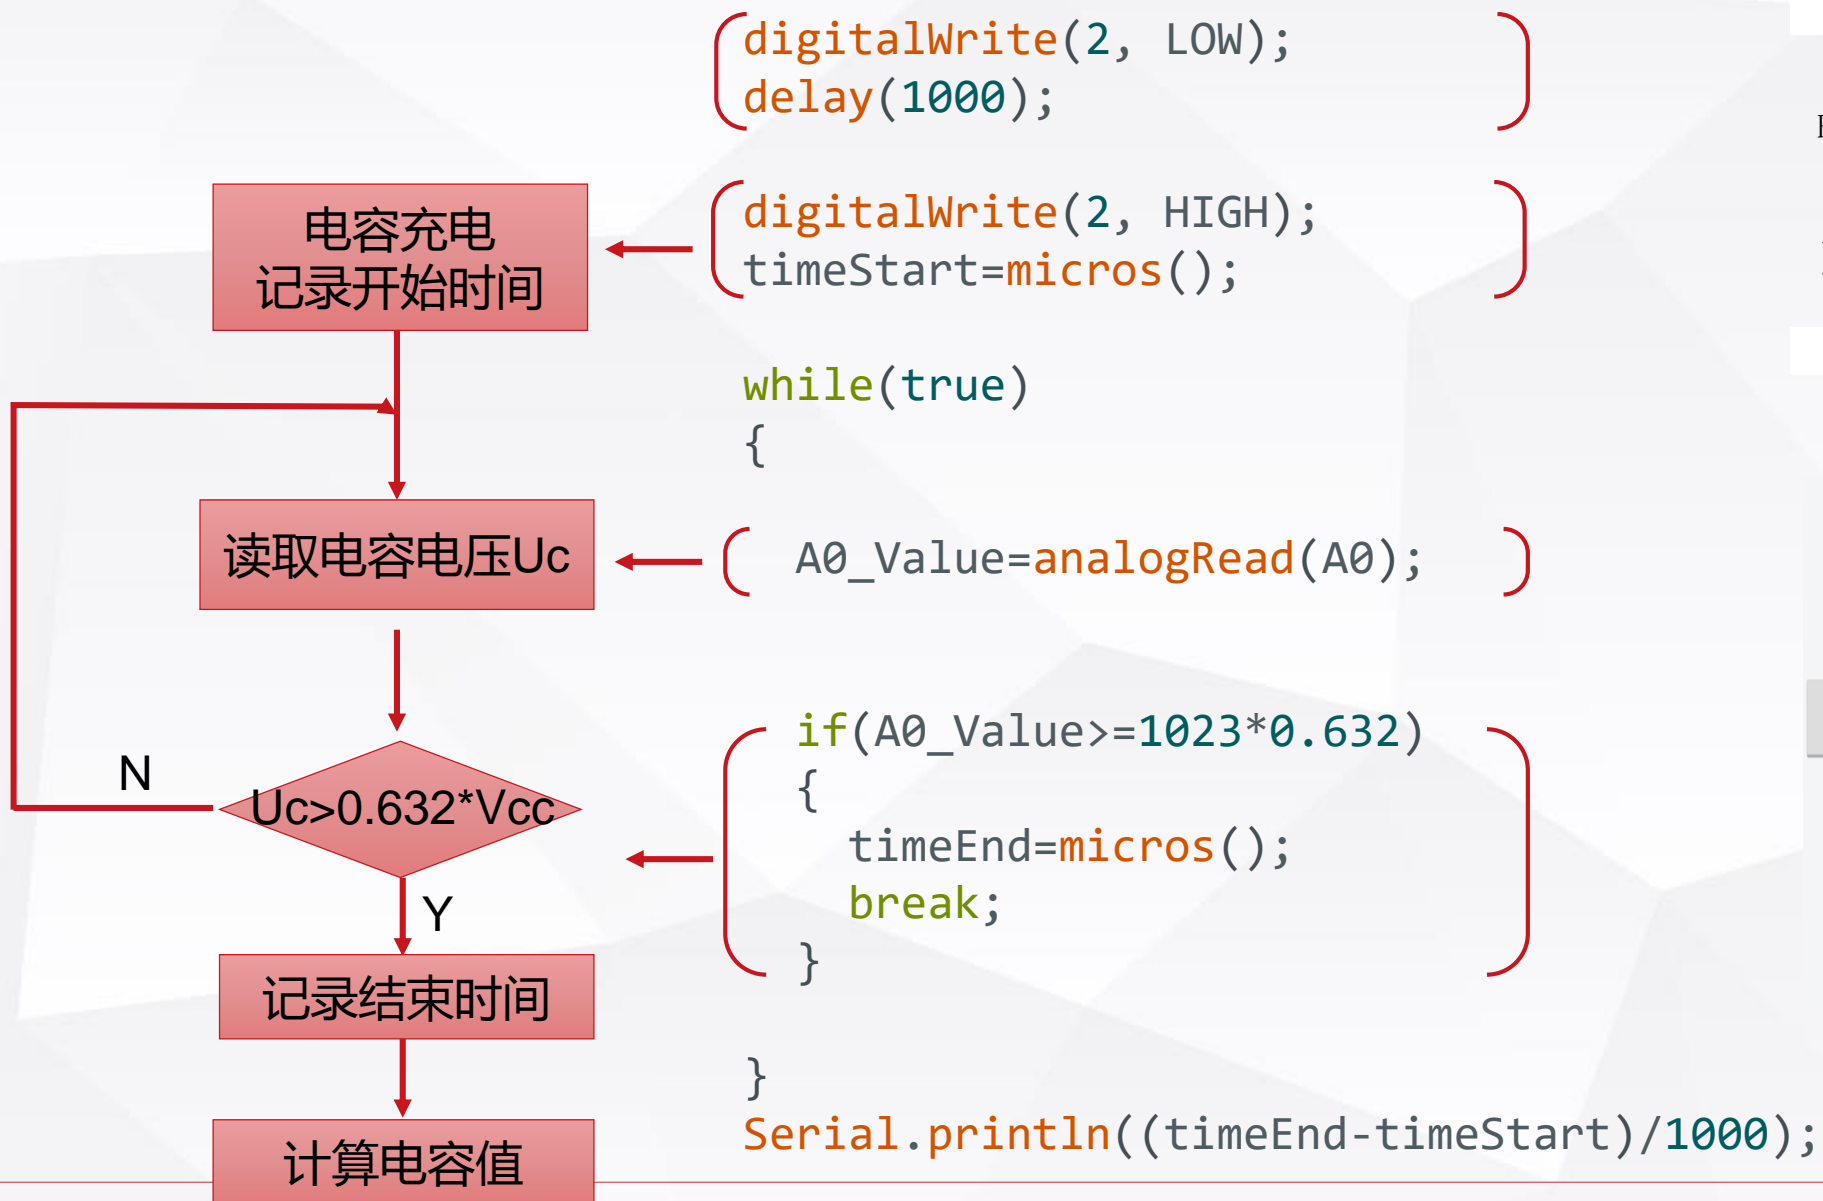 电容充电
记录开始时间
读取电容电压Uc
N
Uc>0.632*Vcc
Y
记录结束时间
计算电容值
digitalWrite(2, LOW);
delay(1000);
digitalWrite(2, HIGH);
timeStart=micros();
while(true)
{
A0_Value=analogRead(A0);
if(A0_Value>=1023*0.632)
{
timeEnd=micros();
break;
}
}
Serial.println((timeEnd-timeStart)/1000);